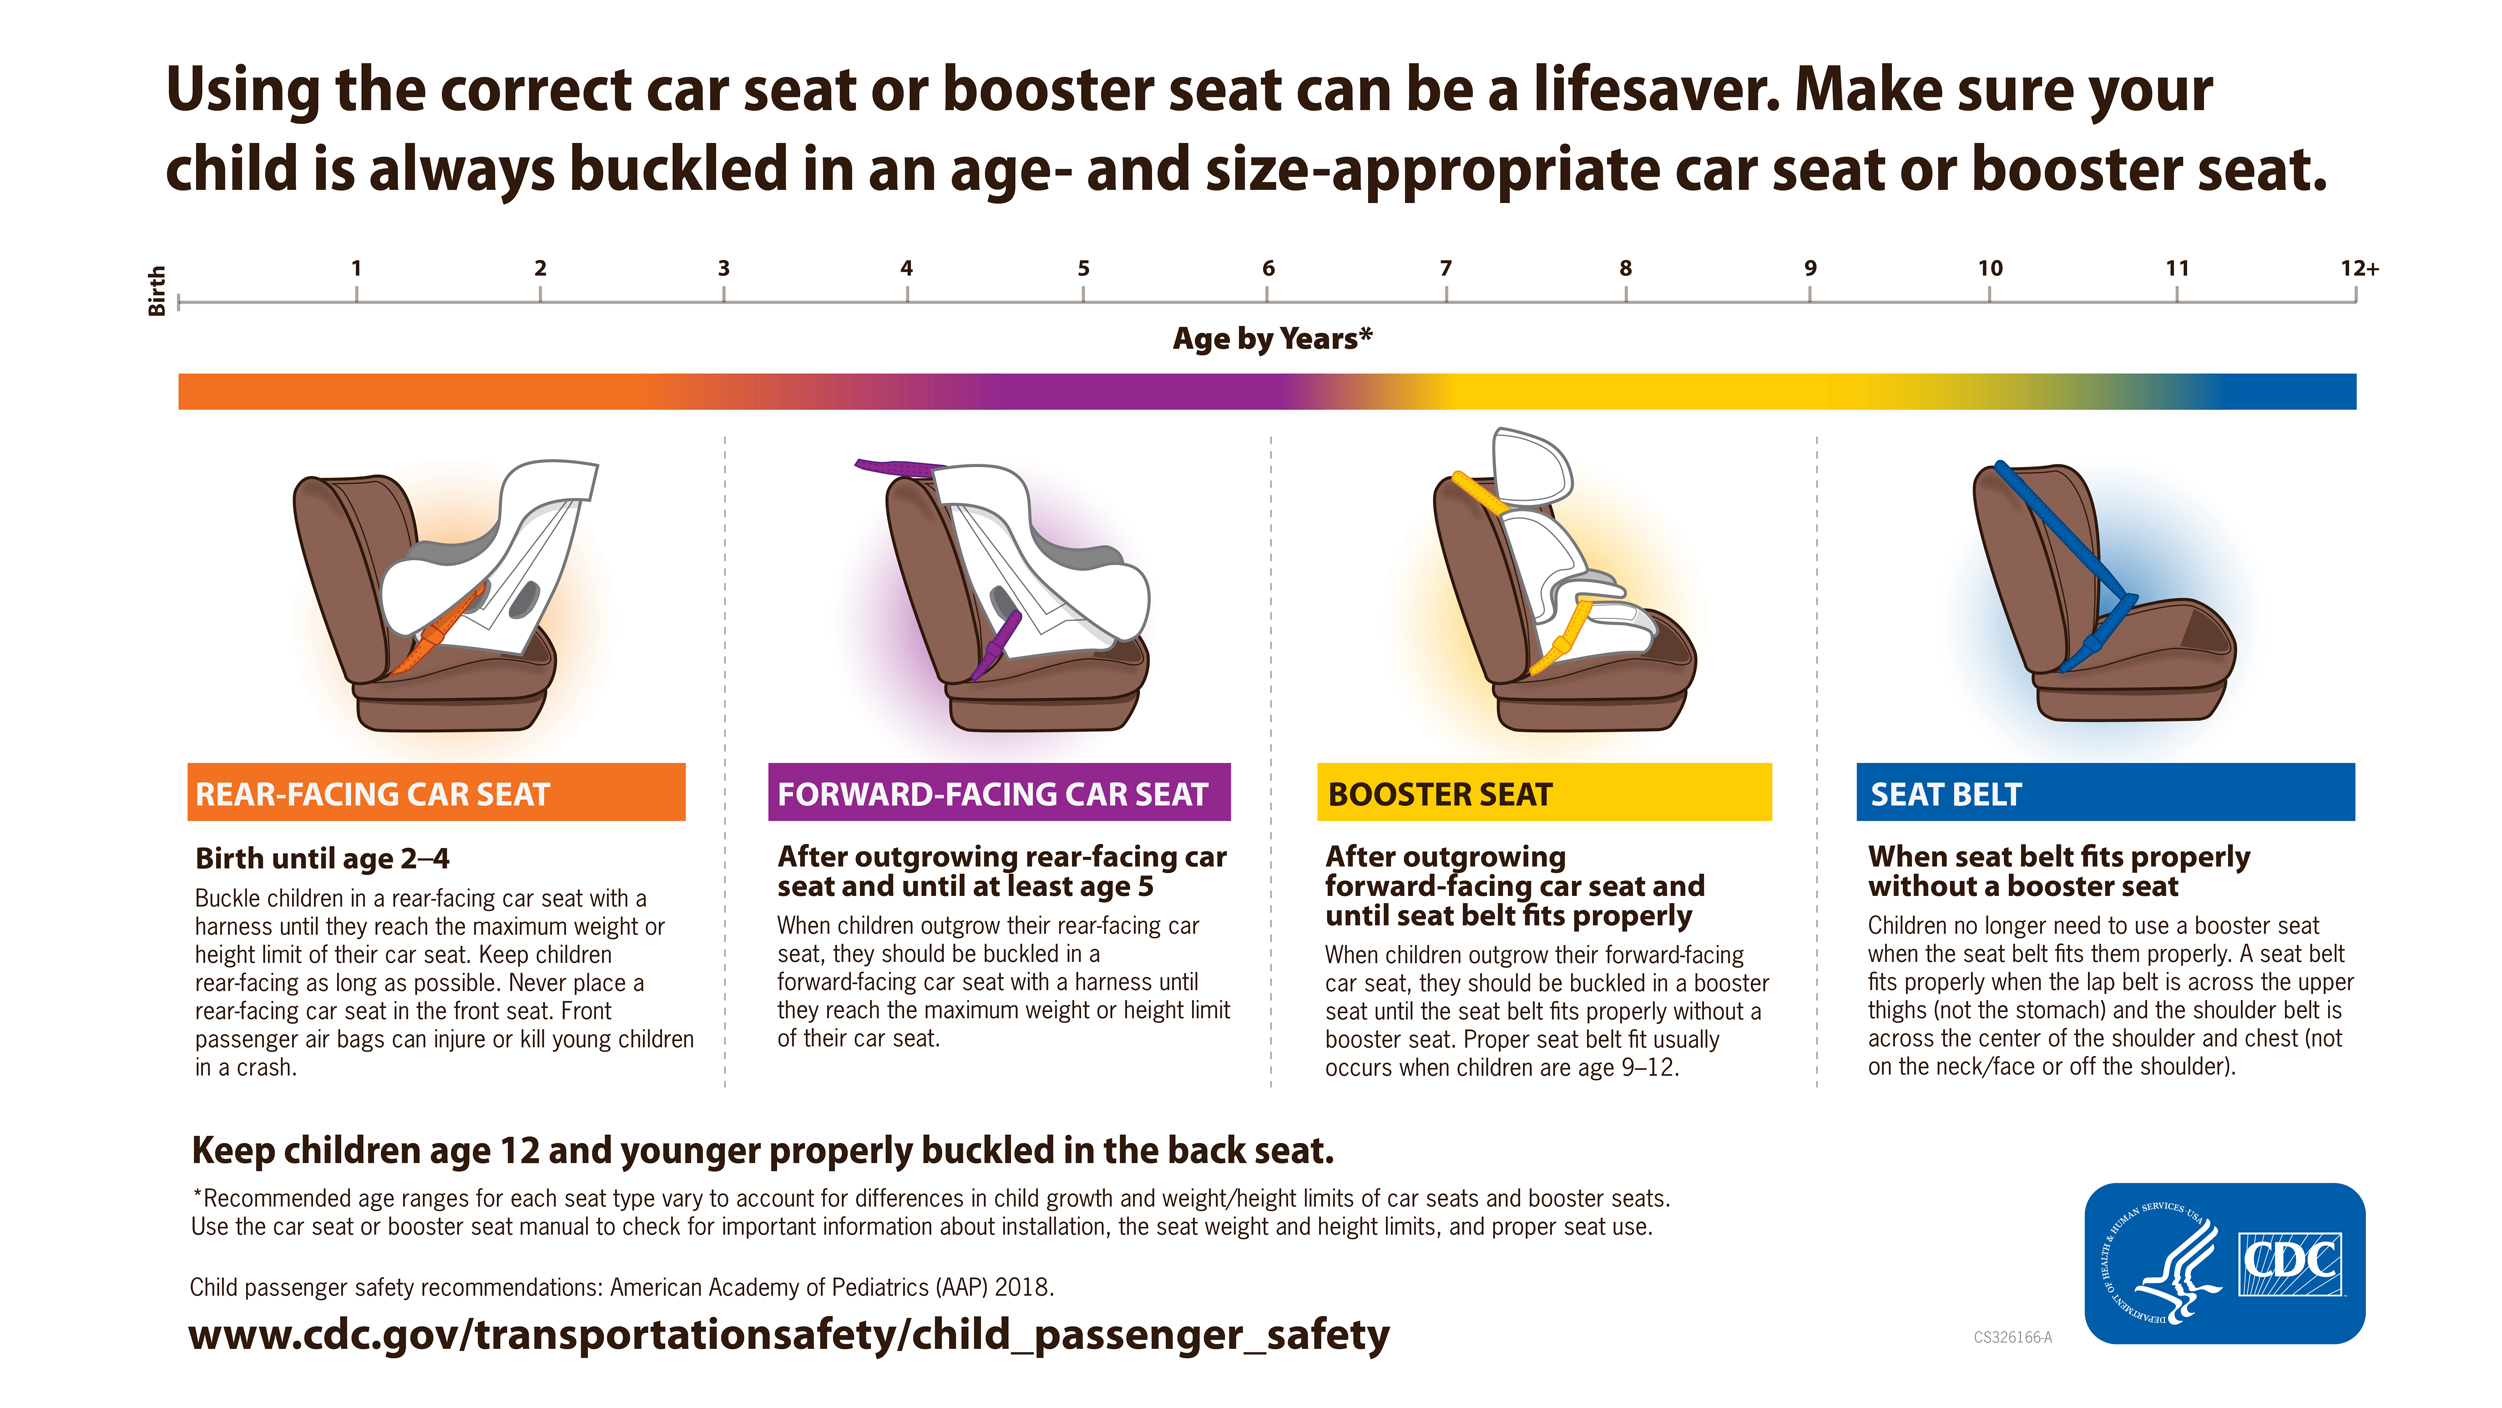 Using the correct car seat or booster seat can be a lifesaver. Make sure your
child is always buckled in an age- and size-appropriate car seat or booster seat.
Birth 1 2 3 4 5 6 7 8 9 10 11 12+
Age by Years*
REAR-FACING CAR SEAT
Birth until age 2–4
Buckle children in a rear-facing car seat with a
harness until they reach the maximum weight or
height limit of their car seat. Keep children
rear-facing as long as possible. Never place a
rear-facing car seat in the front seat. Front
passenger air bags can injure or kill young children
in a crash.
FORWARD-FACING CAR SEAT
After outgrowing rear-facing car
seat and until at least age 5
When children outgrow their rear-facing car
seat, they should be buckled in a
forward-facing car seat with a harness until
they reach the maximum weight or height limit
of their car seat.
BOOSTER SEAT
After outgrowing
forward-facing car seat and
until seat belt fits properly
When children outgrow their forward-facing
car seat, they should be buckled in a booster
seat until the seat belt fits properly without a
booster seat. Proper seat belt fit usually
occurs when children are age 9–12.
SEAT BELT
When seat belt fits properly
without a booster seat
Children no longer need to use a booster seat
when the seat belt fits them properly. A seat belt
fits properly when the lap belt is across the upper
thighs (not the stomach) and the shoulder belt is
across the center of the shoulder and chest (not
on the neck/face or off the shoulder).
Keep children age 12 and younger properly buckled in the back seat.
*Recommended age ranges for each seat type vary to account for differences in child growth and weight/height limits of car seats and booster seats.
Use the car seat or booster seat manual to check for important information about installation, the seat weight and height limits, and proper seat use.
Child passenger safety recommendations: American Academy of Pediatrics (AAP) 2018.
www.cdc.gov/transportationsafety/child_passenger_safety
CS326166-A
DEPARTMENT OF HEALTH & HUMAN SERVICES·USA
CDC